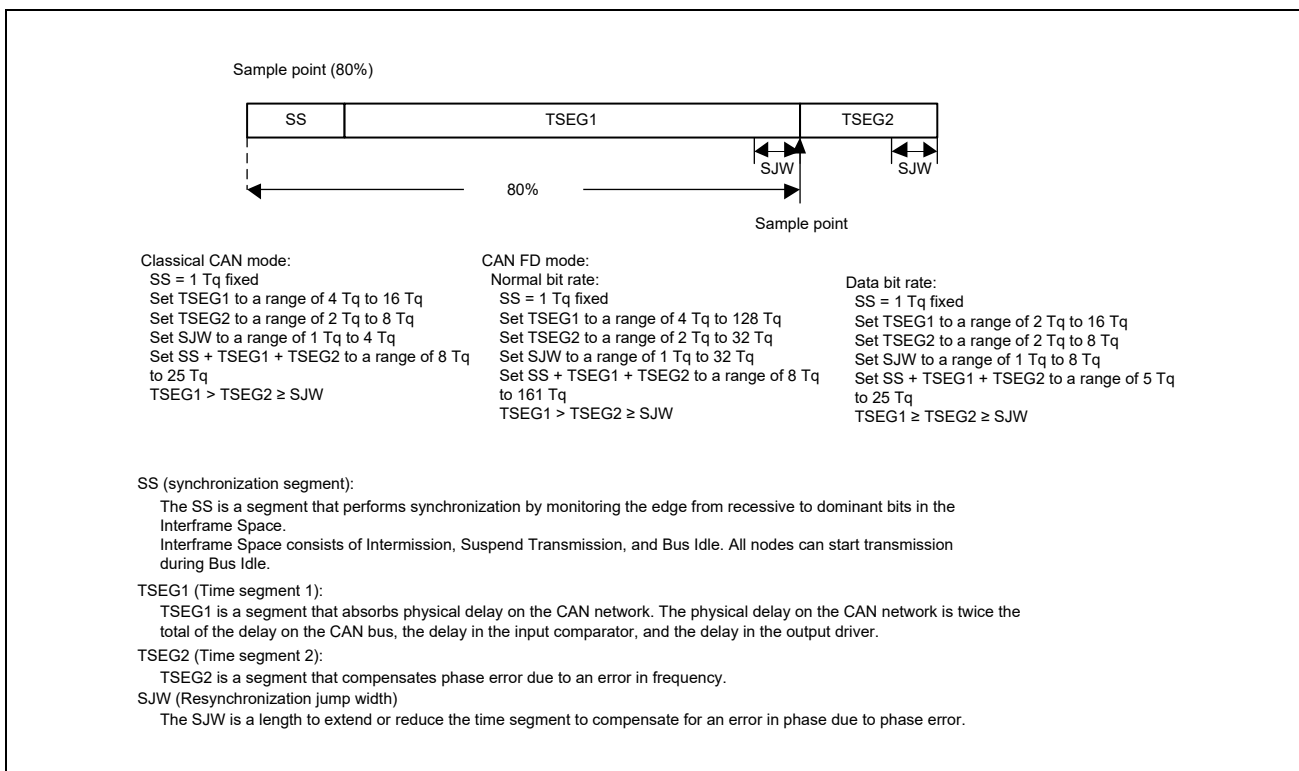 Sample point (80%)
SS
TSEG1
TSEG2
SJW
SJW
80%
Sample point
Classical CAN mode:
SS = 1 Tq fixed
Set TSEG1 to a range of 4 Tq to 16 Tq
Set TSEG2 to a range of 2 Tq to 8 Tq
Set SJW to a range of 1 Tq to 4 Tq
Set SS + TSEG1 + TSEG2 to a range of 8 Tq
to 25 Tq
TSEG1 > TSEG2 ≥ SJW
CAN FD mode:
Normal bit rate:
SS = 1 Tq fixed
Set TSEG1 to a range of 4 Tq to 128 Tq
Set TSEG2 to a range of 2 Tq to 32 Tq
Set SJW to a range of 1 Tq to 32 Tq
Set SS + TSEG1 + TSEG2 to a range of 8 Tq
to 161 Tq
TSEG1 > TSEG2 ≥ SJW
Data bit rate:
SS = 1 Tq fixed
Set TSEG1 to a range of 2 Tq to 16 Tq
Set TSEG2 to a range of 2 Tq to 8 Tq
Set SJW to a range of 1 Tq to 8 Tq
Set SS + TSEG1 + TSEG2 to a range of 5 Tq
to 25 Tq
TSEG1 ≥ TSEG2 ≥ SJW
SS (synchronization segment):
The SS is a segment that performs synchronization by monitoring the edge from recessive to dominant bits in the
Interframe Space.
Interframe Space consists of Intermission, Suspend Transmission, and Bus Idle. All nodes can start transmission
during Bus Idle.
TSEG1 (Time segment 1):
TSEG1 is a segment that absorbs physical delay on the CAN network. The physical delay on the CAN network is twice the
total of the delay on the CAN bus, the delay in the input comparator, and the delay in the output driver.
TSEG2 (Time segment 2):
TSEG2 is a segment that compensates phase error due to an error in frequency.
SJW (Resynchronization jump width)
The SJW is a length to extend or reduce the time segment to compensate for an error in phase due to phase error.